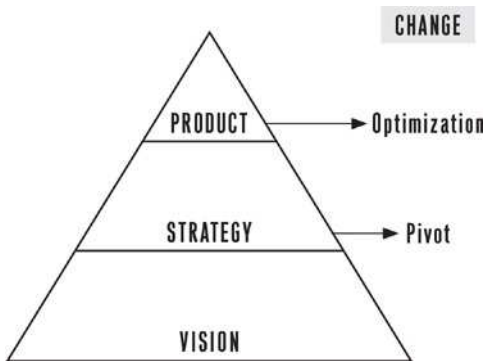 CHANGE
PRODUCT
Optimization
STRATEGY
Pivot
VISION